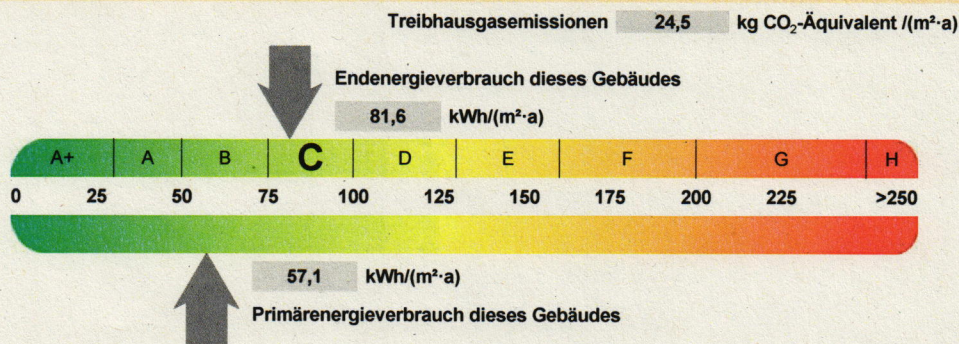 Treibhausgasemissionen 24,5 kg CO₂-Äquivalent /(m²·a)
Endenergieverbrauch dieses Gebäudes
81,6 kWh/(m²·a)
A+ A B C D E F G H
0 25 50 75 100 125 150 175 200 225 >250
57,1 kWh/(m²·a)
Primärenergieverbrauch dieses Gebäudes